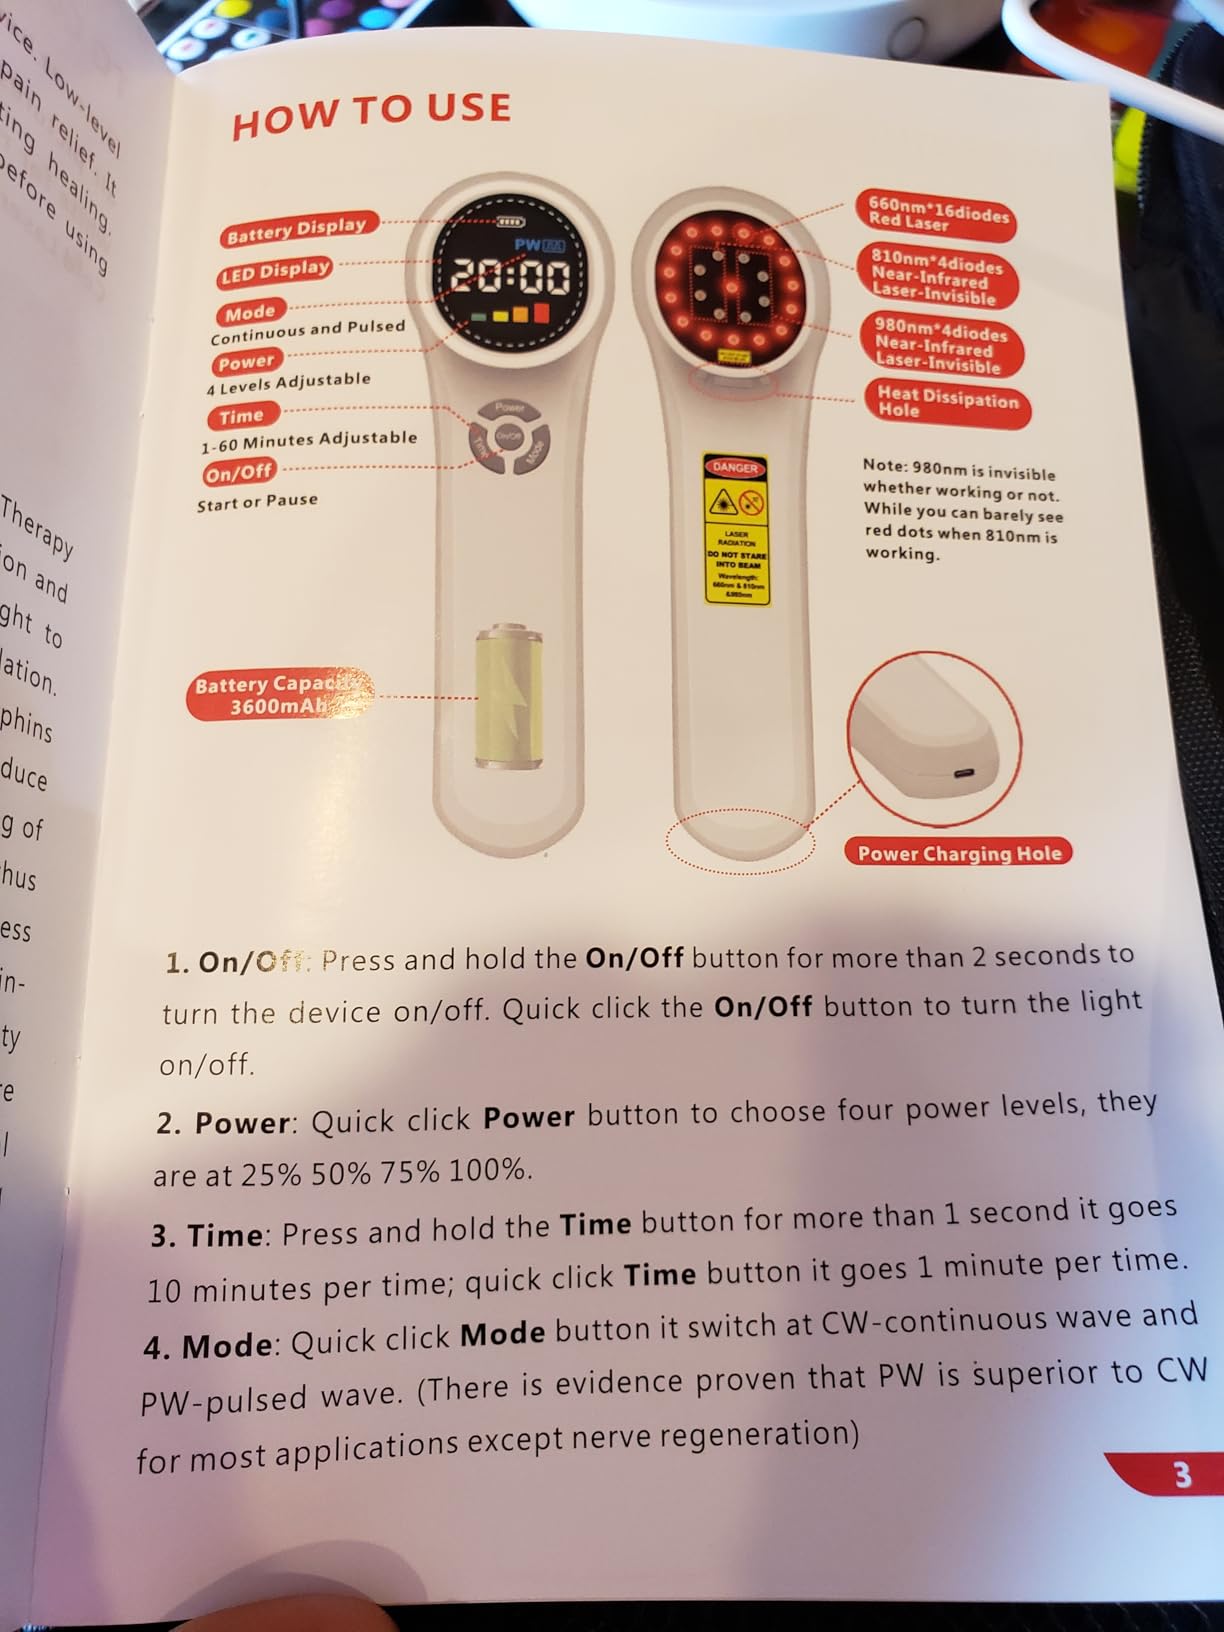 vice. Low-level
pain relief. It
ting healing.
before using
Therapy
ion and
ght to
lation.
phins
duce
g of
hus
ess
in-
ty
re
l
HOW TO USE
Battery Display
LED Display
Mode
Continuous and Pulsed
Power
4 Levels Adjustable
Time
1-60 Minutes Adjustable
On/Off
Start or Pause
Battery Capacity
3600mAh
PW
20:00
Power
Time
On/Off
Mode
660nm*16diodes
Red Laser
810nm*4diodes
Near-Infrared
Laser-Invisible
980nm*4diodes
Near-Infrared
Laser-Invisible
Heat Dissipation
Hole
DANGER
LASER
RADIATION
DO NOT STARE
INTO BEAM
Wavelength:
660nm & 810nm
&980nm
Note: 980nm is invisible
whether working or not.
While you can barely see
red dots when 810nm is
working.
Power Charging Hole
1. On/Off: Press and hold the On/Off button for more than 2 seconds to
turn the device on/off. Quick click the On/Off button to turn the light
on/off.
2. Power: Quick click Power button to choose four power levels, they
are at 25% 50% 75% 100%.
3. Time: Press and hold the Time button for more than 1 second it goes
10 minutes per time; quick click Time button it goes 1 minute per time.
4. Mode: Quick click Mode button it switch at CW-continuous wave and
PW-pulsed wave. (There is evidence proven that PW is superior to CW
for most applications except nerve regeneration)
3